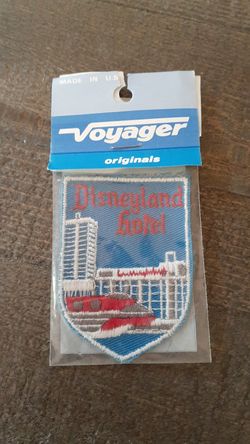 MADE IN U.S.
Voyager
originals
Disneyland
hotel